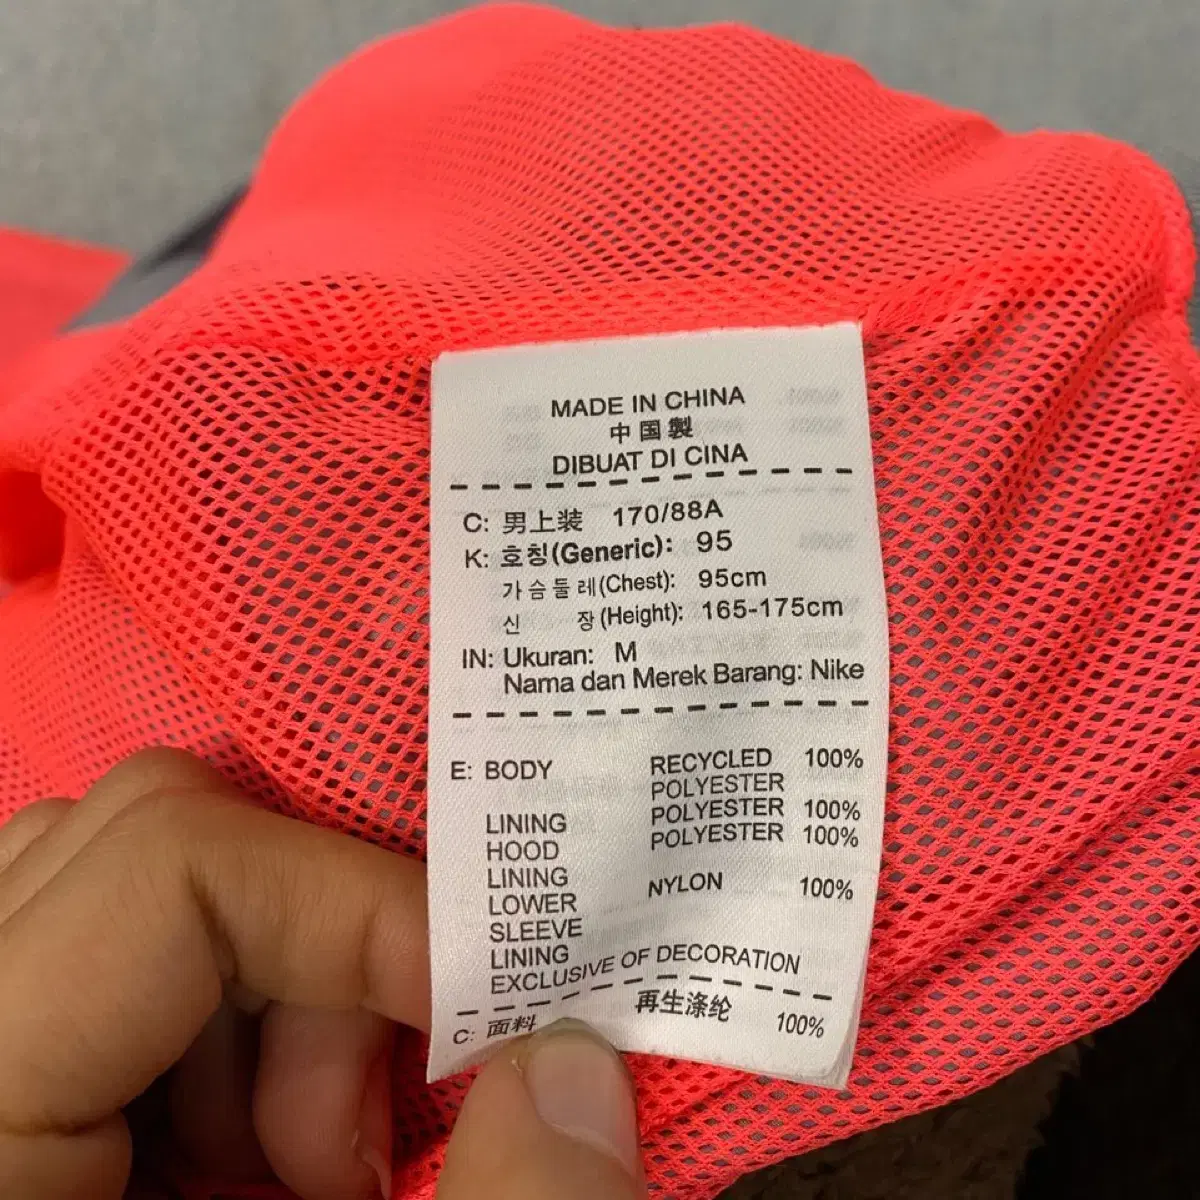 MADE IN CHINA
中国製
DIBUAT DI CINA
C: 男上装 170/88A
K: 호칭(Generic): 95
가슴둘레(Chest): 95cm
신 장(Height): 165-175cm
IN: Ukuran: M
Nama dan Merek Barang: Nike
E: BODY RECYCLED 100%
POLYESTER
LINING POLYESTER 100%
HOOD POLYESTER 100%
LINING
LOWER NYLON 100%
SLEEVE
LINING
EXCLUSIVE OF DECORATION
C: 面料 再生涤纶 100%